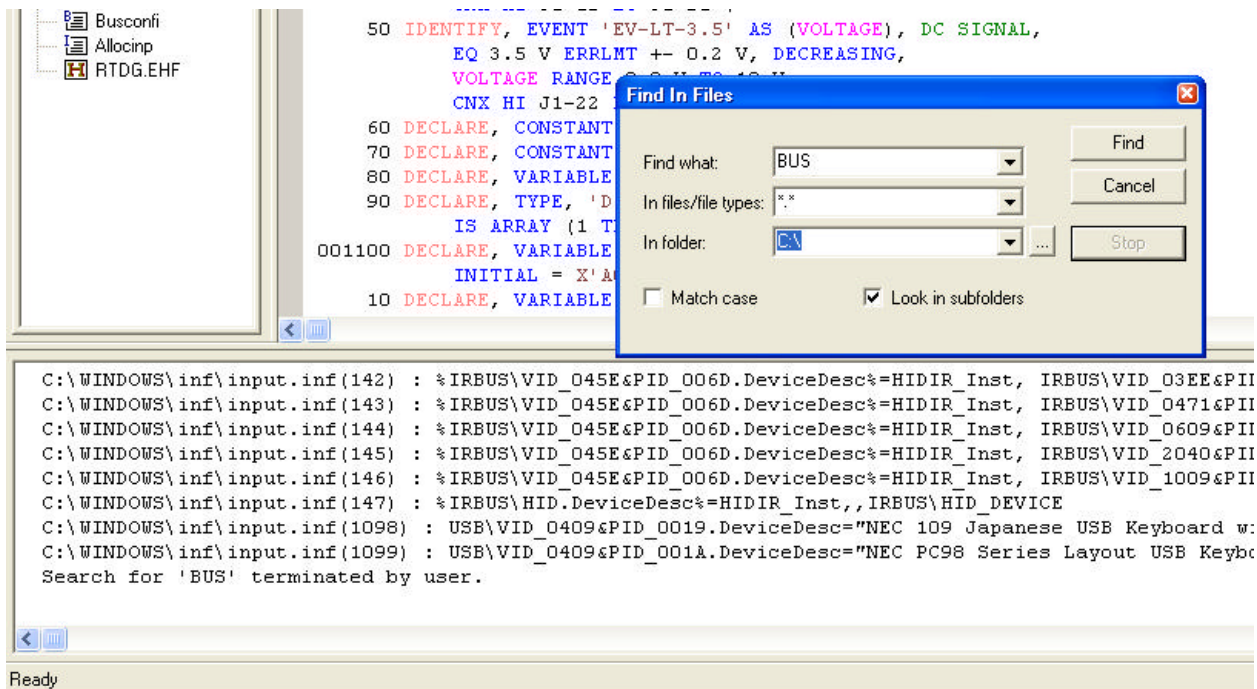 Busconfi
Allocinp
RTDG.EHF
50 IDENTIFY, EVENT 'EV-LT-3.5' AS (VOLTAGE), DC SIGNAL,
EQ 3.5 V ERRLMT +- 0.2 V, DECREASING,
VOLTAGE RANGE
CNX HI J1-22
60 DECLARE, CONSTANT
70 DECLARE, CONSTANT
80 DECLARE, VARIABLE
90 DECLARE, TYPE, 'D
IS ARRAY (1 T
001100 DECLARE, VARIABLE
INITIAL = X'A
10 DECLARE, VARIABLE
Find In Files
Find what: BUS
Find
In files/file types: *.*
Cancel
In folder: C:\
...
Stop
Match case
Look in subfolders
C:\WINDOWS\inf\input.inf(142) : %IRBUS\VID_045E&PID_006D.DeviceDesc%=HIDIR_Inst, IRBUS\VID_03EE&PID
C:\WINDOWS\inf\input.inf(143) : %IRBUS\VID_045E&PID_006D.DeviceDesc%=HIDIR_Inst, IRBUS\VID_0471&PID
C:\WINDOWS\inf\input.inf(144) : %IRBUS\VID_045E&PID_006D.DeviceDesc%=HIDIR_Inst, IRBUS\VID_0609&PID
C:\WINDOWS\inf\input.inf(145) : %IRBUS\VID_045E&PID_006D.DeviceDesc%=HIDIR_Inst, IRBUS\VID_2040&PID
C:\WINDOWS\inf\input.inf(146) : %IRBUS\VID_045E&PID_006D.DeviceDesc%=HIDIR_Inst, IRBUS\VID_1009&PID
C:\WINDOWS\inf\input.inf(147) : %IRBUS\HID.DeviceDesc%=HIDIR_Inst,,IRBUS\HID_DEVICE
C:\WINDOWS\inf\input.inf(1098) : USB\VID_0409&PID_0019.DeviceDesc="NEC 109 Japanese USB Keyboard wi
C:\WINDOWS\inf\input.inf(1099) : USB\VID_0409&PID_001A.DeviceDesc="NEC PC98 Series Layout USB Keybo
Search for 'BUS' terminated by user.
Ready